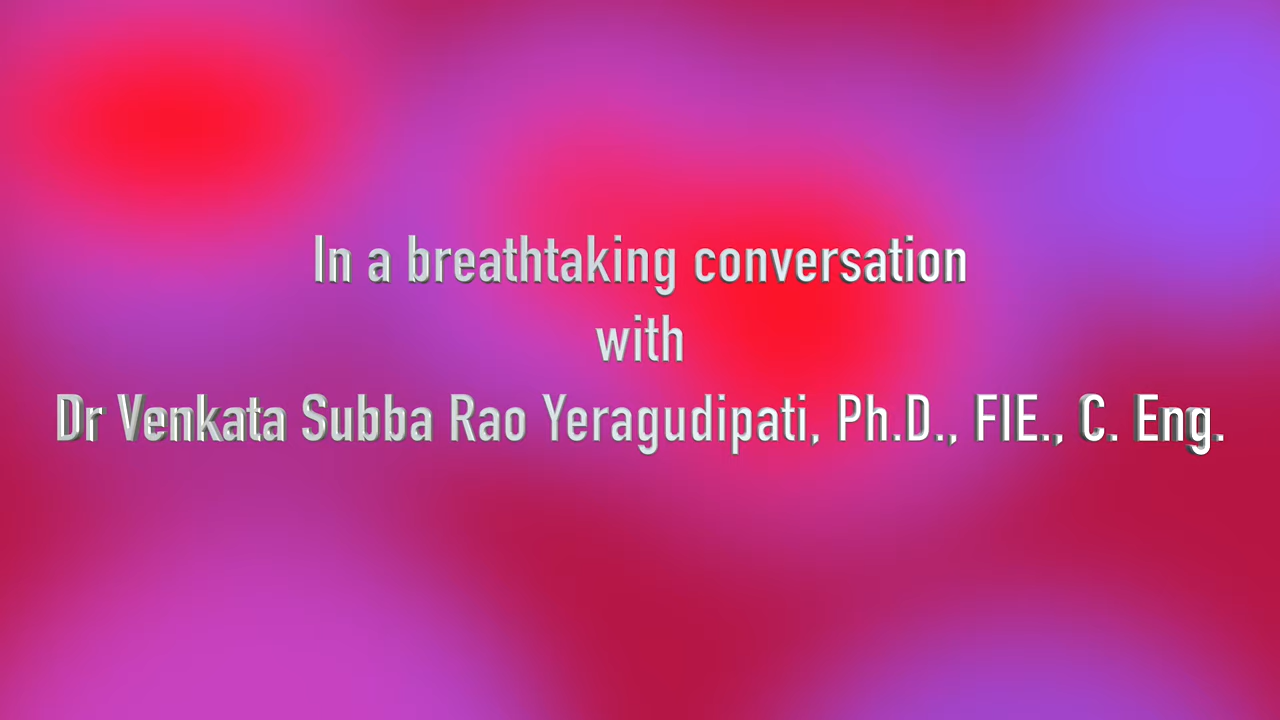 In a breathtaking conversation
with
Dr Venkata Subba Rao Yeragudipati, Ph.D., FIE., C. Eng.